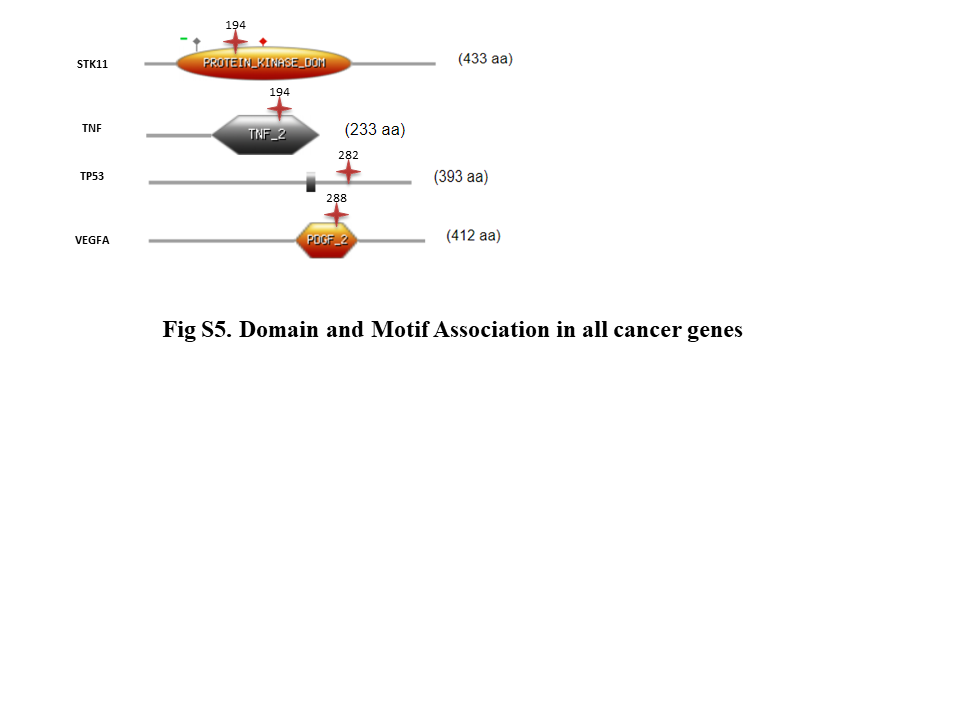 194
STK11 PROTEIN_KINASE_DOM (433 aa)
194
TNF TNF_2 (233 aa)
282
TP53 (393 aa)
288
VEGFA PDGF_2 (412 aa)
Fig S5. Domain and Motif Association in all cancer genes